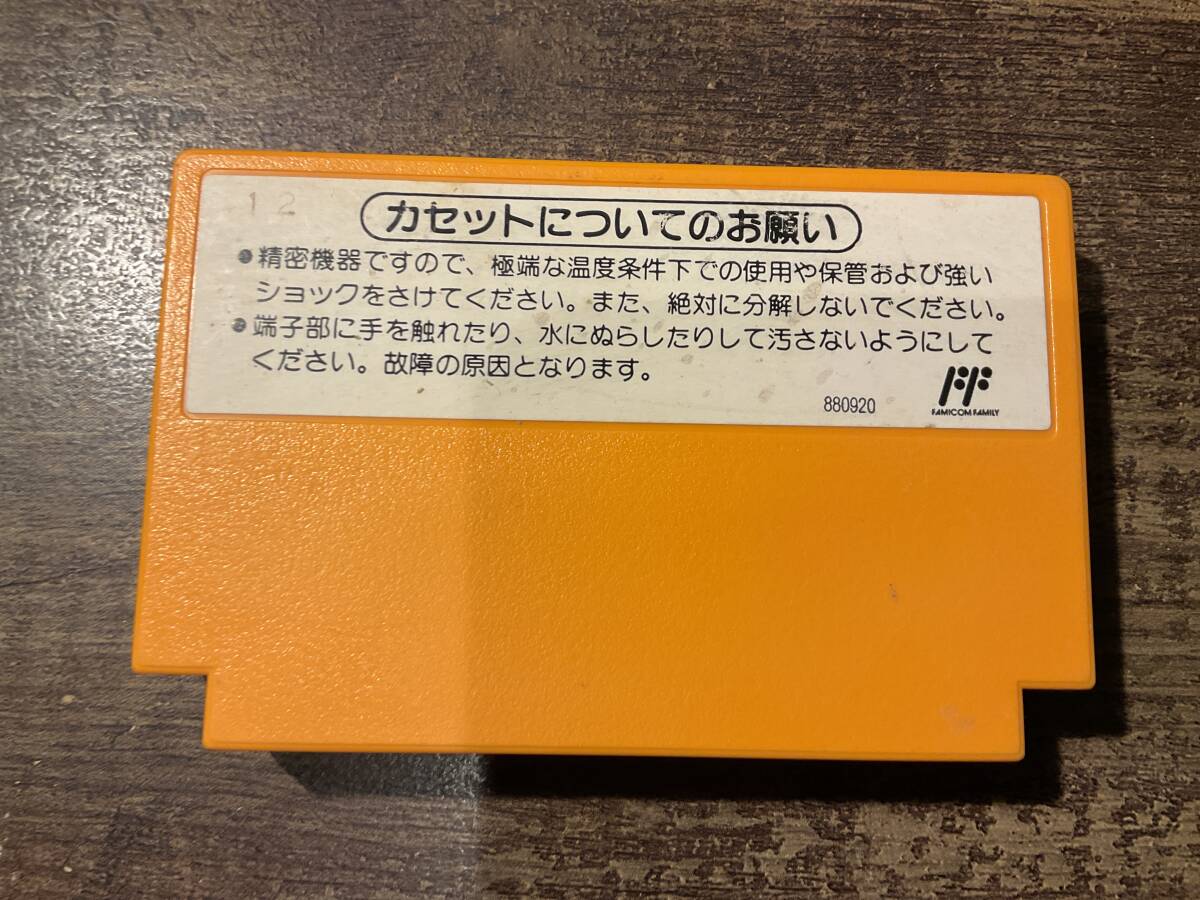 12
カセットについてのお願い
●精密機器ですので、極端な温度条件下での使用や保管および強い
ショックをさけてください。また、絶対に分解しないでください。
●端子部に手を触れたり、水にぬらしたりして汚さないようにして
ください。故障の原因となります。
880920
FF
FAMICOM FAMILY